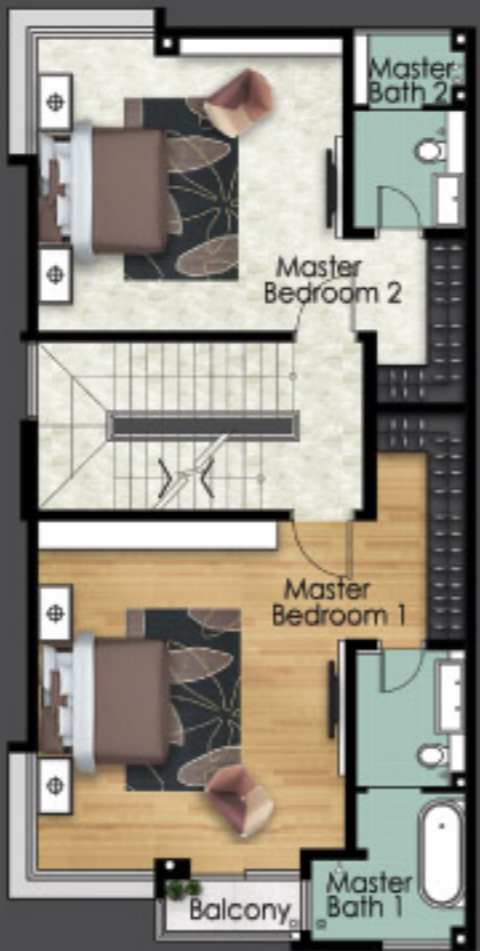 Master
Bath 2
Master
Bedroom 2
Master
Bedroom 1
Master
Bath 1
Balcony